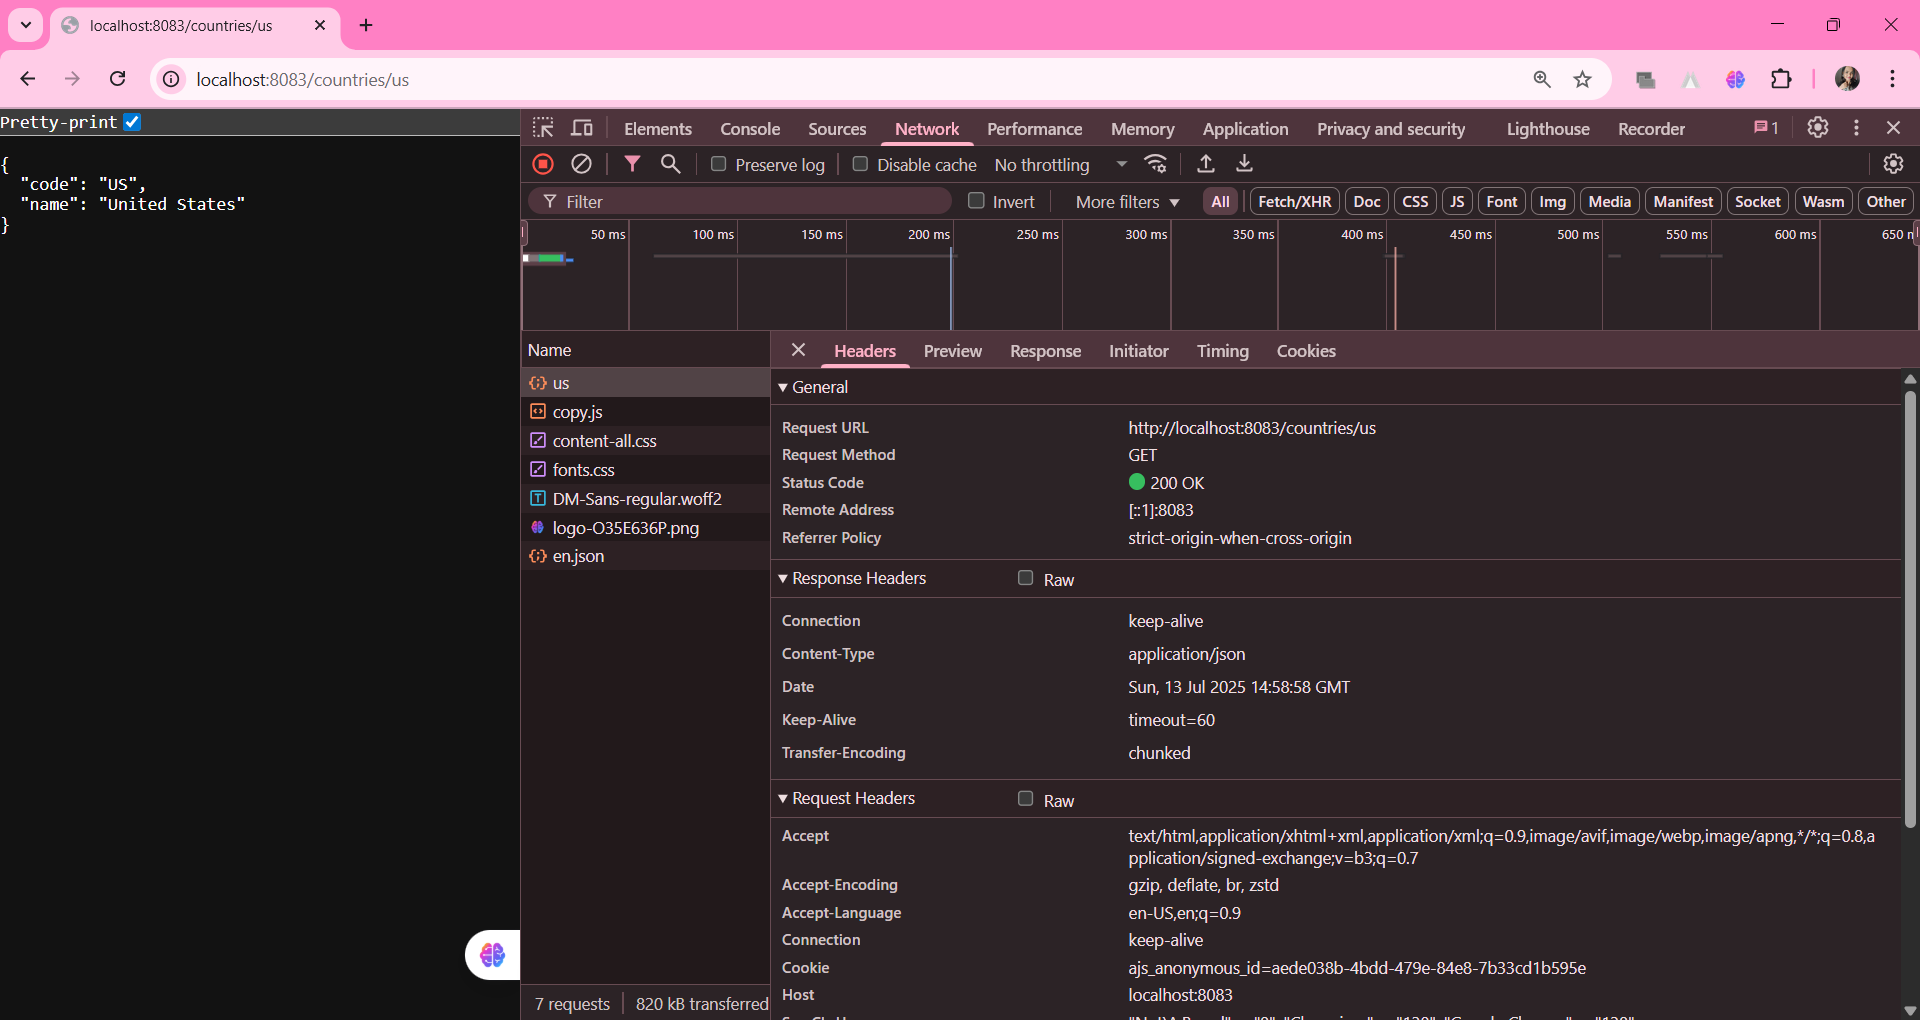 localhost:8083/countries/us
localhost:8083/countries/us
Pretty-print
{
"code": "US",
"name": "United States"
}
Elements Console Sources Network Performance Memory Application Privacy and security Lighthouse Recorder 1
Preserve log Disable cache No throttling
Filter Invert More filters All Fetch/XHR Doc CSS JS Font Img Media Manifest Socket Wasm Other
50 ms 100 ms 150 ms 200 ms 250 ms 300 ms 350 ms 400 ms 450 ms 500 ms 550 ms 600 ms 650
Name
us
copy.js
content-all.css
fonts.css
DM-Sans-regular.woff2
logo-O35E636P.png
en.json
7 requests 820 kB transferred
Headers Preview Response Initiator Timing Cookies
General
Request URL http://localhost:8083/countries/us
Request Method GET
Status Code 200 OK
Remote Address [::1]:8083
Referrer Policy strict-origin-when-cross-origin
Response Headers Raw
Connection keep-alive
Content-Type application/json
Date Sun, 13 Jul 2025 14:58:58 GMT
Keep-Alive timeout=60
Transfer-Encoding chunked
Request Headers Raw
Accept text/html,application/xhtml+xml,application/xml;q=0.9,image/avif,image/webp,image/apng,*/*;q=0.8,a
pplication/signed-exchange;v=b3;q=0.7
Accept-Encoding gzip, deflate, br, zstd
Accept-Language en-US,en;q=0.9
Connection keep-alive
Cookie ajs_anonymous_id=aede038b-4bdd-479e-84e8-7b33cd1b595e
Host localhost:8083